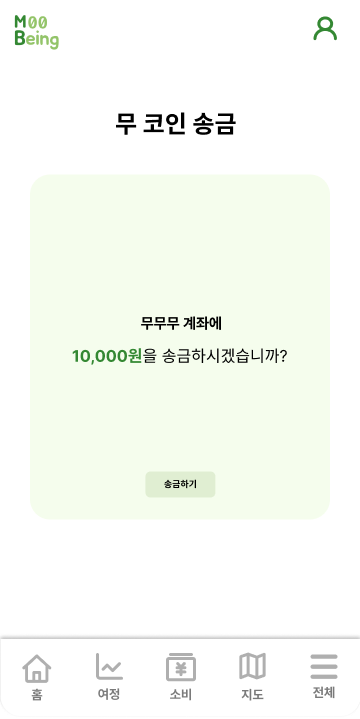 M00
Being
무 코인 송금
무무무 계좌에
10,000원을 송금하시겠습니까?
송금하기
홈 여정 소비 지도 전체